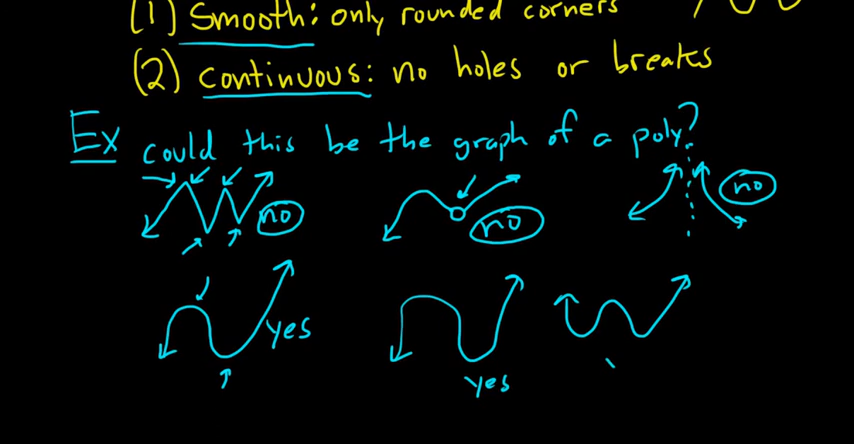 (1) Smooth: only rounded corners
(2) continuous: no holes or breaks
Ex could this be the graph of a poly?
no no no
yes
yes